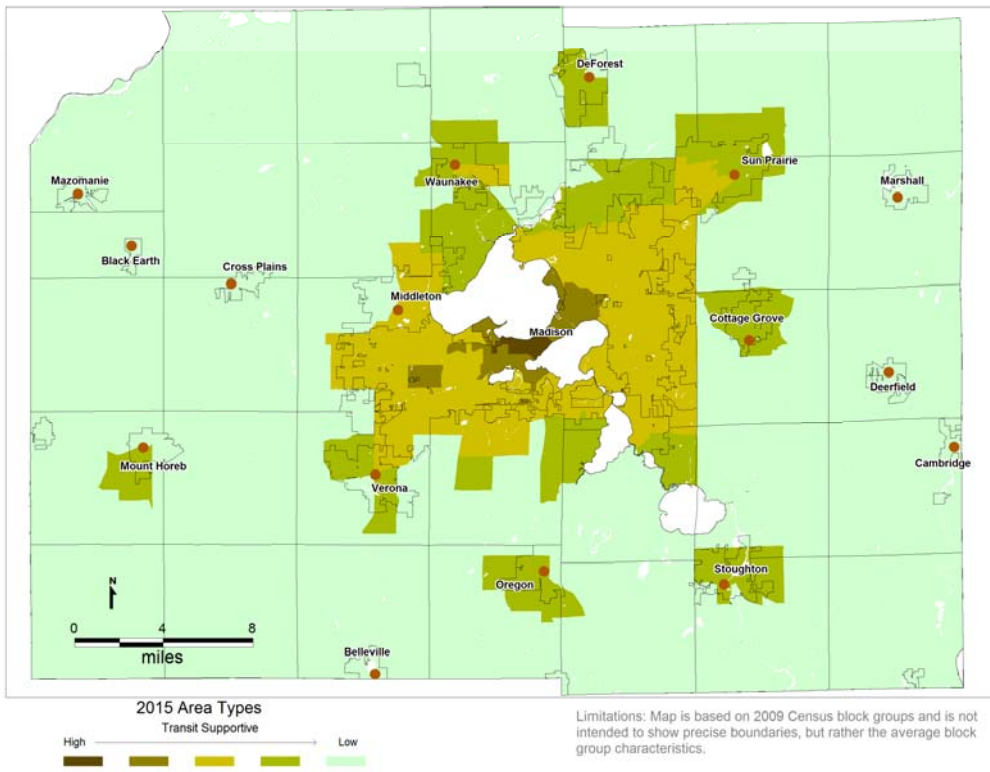 DeForest
Sun Prairie
Waunakee
Mazomanie
Marshall
Black Earth
Cross Plains
Middleton
Cottage Grove
Madison
Deerfield
Mount Horeb
Cambridge
Verona
Stoughton
Oregon
N
0 4 8
miles
Belleville
2015 Area Types
Transit Supportive
High Low
Limitations: Map is based on 2009 Census block groups and is not
intended to show precise boundaries, but rather the average block
group characteristics.